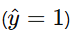 (ŷ = 1)